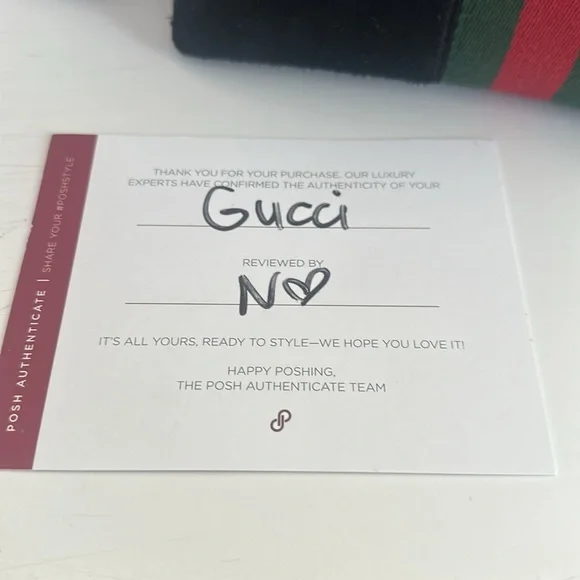 THANK YOU FOR YOUR PURCHASE. OUR LUXURY
EXPERTS HAVE CONFIRMED THE AUTHENTICITY OF YOUR
Gucci
REVIEWED BY
N♡
IT'S ALL YOURS, READY TO STYLE—WE HOPE YOU LOVE IT!
HAPPY POSHING,
THE POSH AUTHENTICATE TEAM
POSH AUTHENTICATE | SHARE YOUR #POSHSTYLE